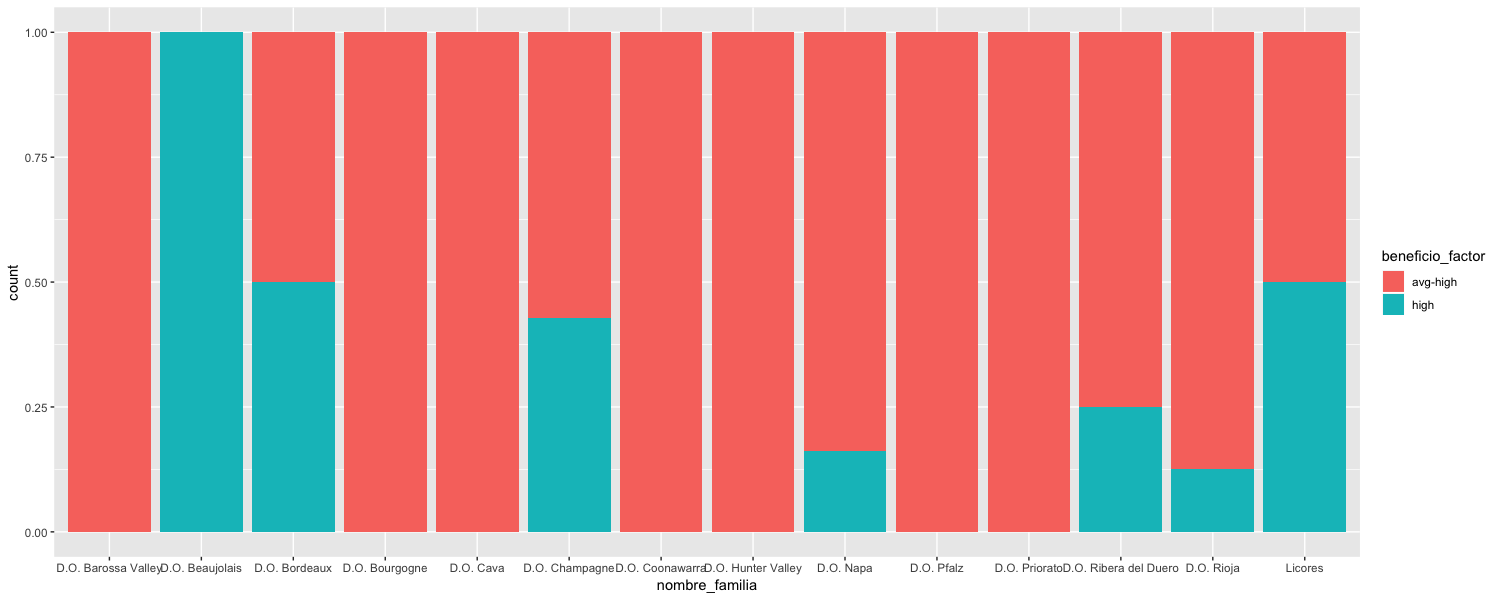 1.00
0.75
0.50
0.25
0.00
count
D.O. Barossa Valley D.O. Beaujolais D.O. Bordeaux D.O. Bourgogne D.O. Cava D.O. Champagne D.O. Coonawarra D.O. Hunter Valley D.O. Napa D.O. Pfalz D.O. Priorato D.O. Ribera del Duero D.O. Rioja Licores
nombre_familia
beneficio_factor
avg-high
high